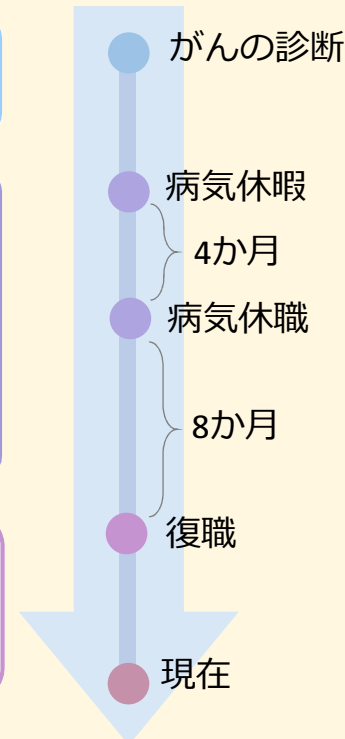 がんの診断
病気休暇
4か月
病気休職
8か月
復職
現在